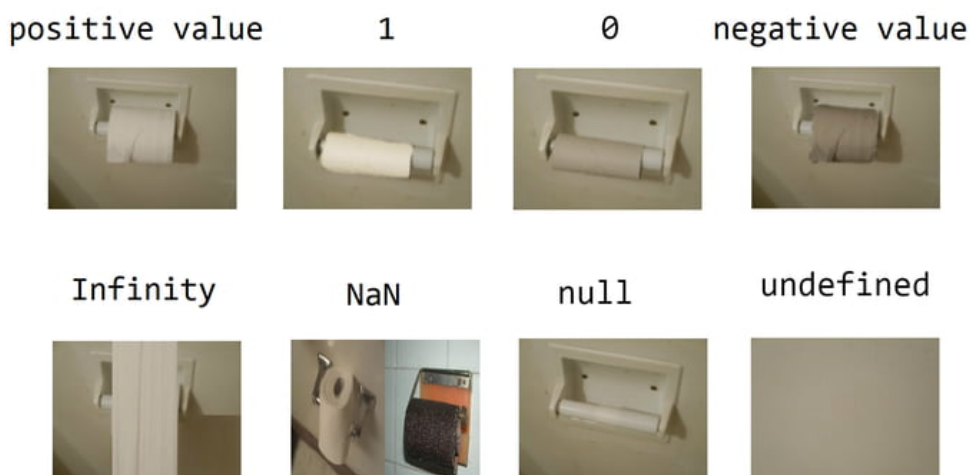 positive value 1 0 negative value
Infinity NaN null undefined